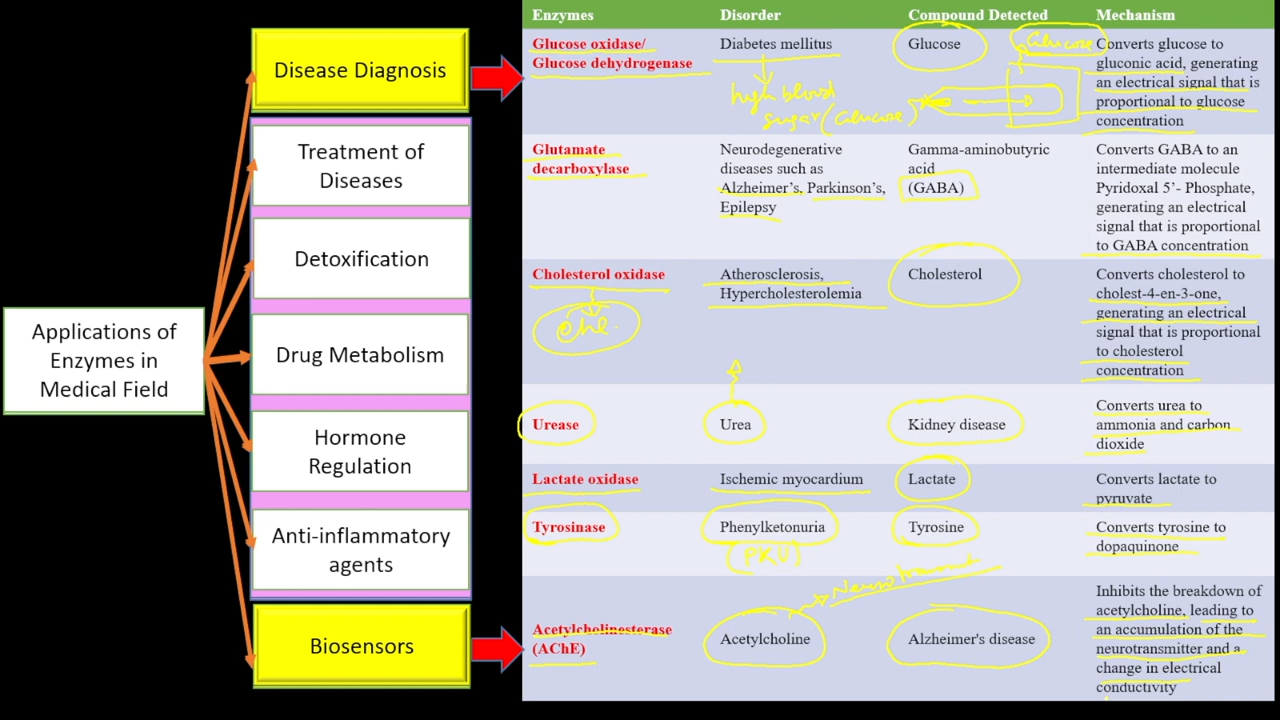 Applications of
Enzymes in
Medical Field
Disease Diagnosis
Treatment of
Diseases
Detoxification
Drug Metabolism
Hormone
Regulation
Anti-inflammatory
agents
Biosensors
Enzymes Disorder Compound Detected Mechanism
Glucose oxidase/
Glucose dehydrogenase
Diabetes mellitus
high blood
sugar (Glucose)
Glucose
Glucose
Converts glucose to
gluconic acid, generating
an electrical signal that is
proportional to glucose
concentration
Glutamate
decarboxylase
Neurodegenerative
diseases such as
Alzheimer's, Parkinson's,
Epilepsy
Gamma-aminobutyric
acid
(GABA)
Converts GABA to an
intermediate molecule
Pyridoxal 5'- Phosphate,
generating an electrical
signal that is proportional
to GABA concentration
Cholesterol oxidase
Atherosclerosis,
Hypercholesterolemia
Cholesterol
Converts cholesterol to
cholest-4-en-3-one,
generating an electrical
signal that is proportional
to cholesterol
concentration
Urease
Urea
Kidney disease
Converts urea to
ammonia and carbon
dioxide
Lactate oxidase
Ischemic myocardium
Lactate
Converts lactate to
pyruvate
Tyrosinase
Phenylketonuria
(PKU)
Tyrosine
Converts tyrosine to
dopaquinone
Acetylcholinesterase
(AChE)
Acetylcholine
Alzheimer's disease
Inhibits the breakdown of
acetylcholine, leading to
an accumulation of the
neurotransmitter and a
change in electrical
conductivity